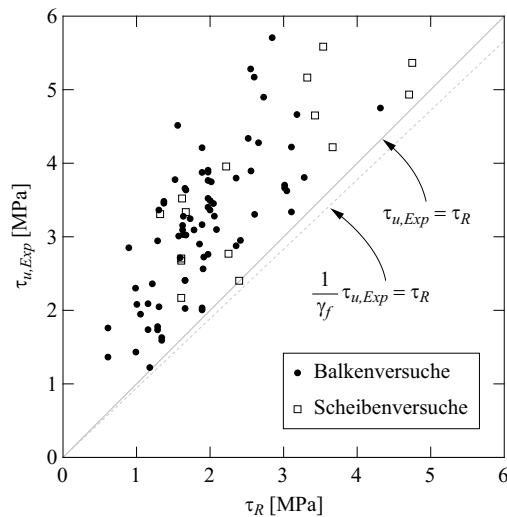 6
5
4
3
2
1
0
0 1 2 3 4 5 6
τu,Exp [MPa]
τR [MPa]
τu,Exp = τR
1/γf τu,Exp = τR
Balkenversuche
Scheibenversuche